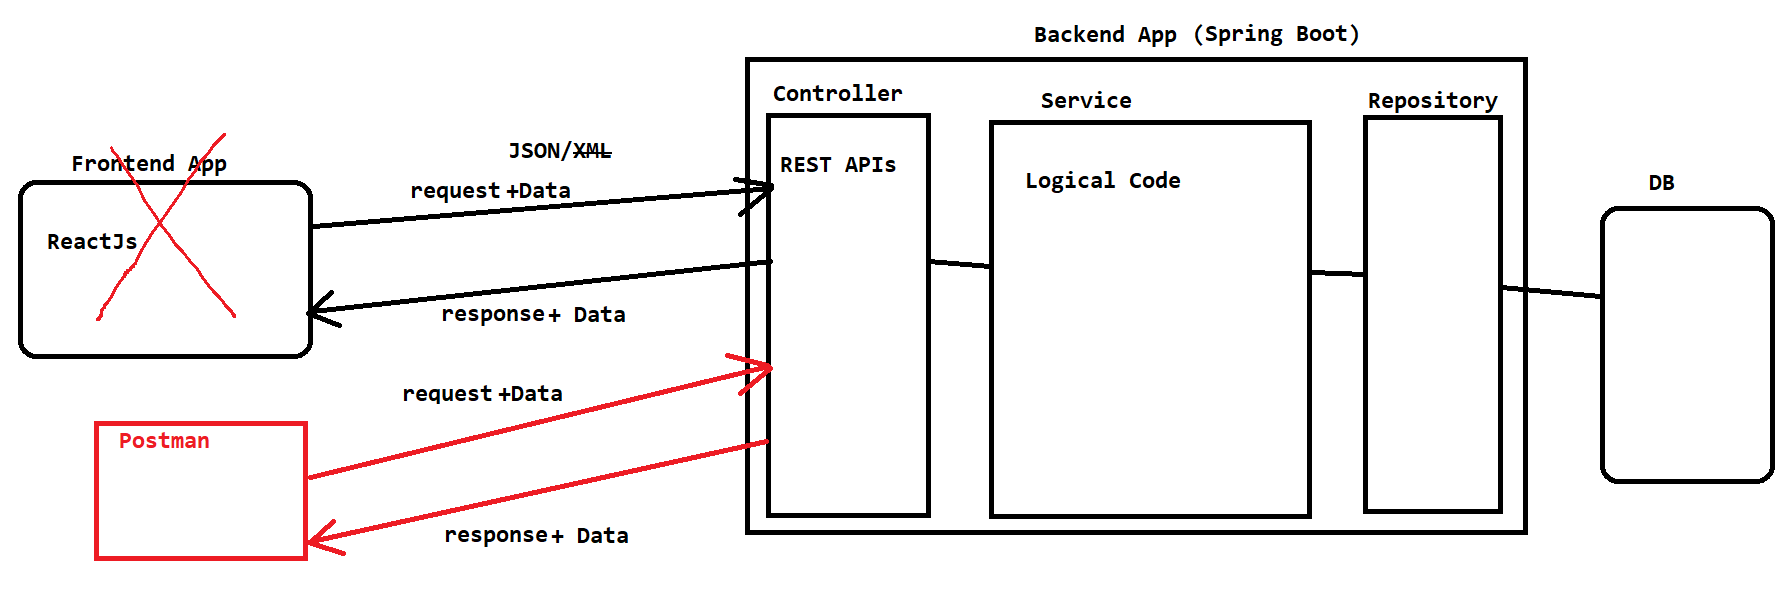 Backend App (Spring Boot)
Controller
Service
Repository
Frontend App
JSON/XML
REST APIs
request +Data
Logical Code
DB
ReactJs
response+ Data
request +Data
Postman
response+ Data